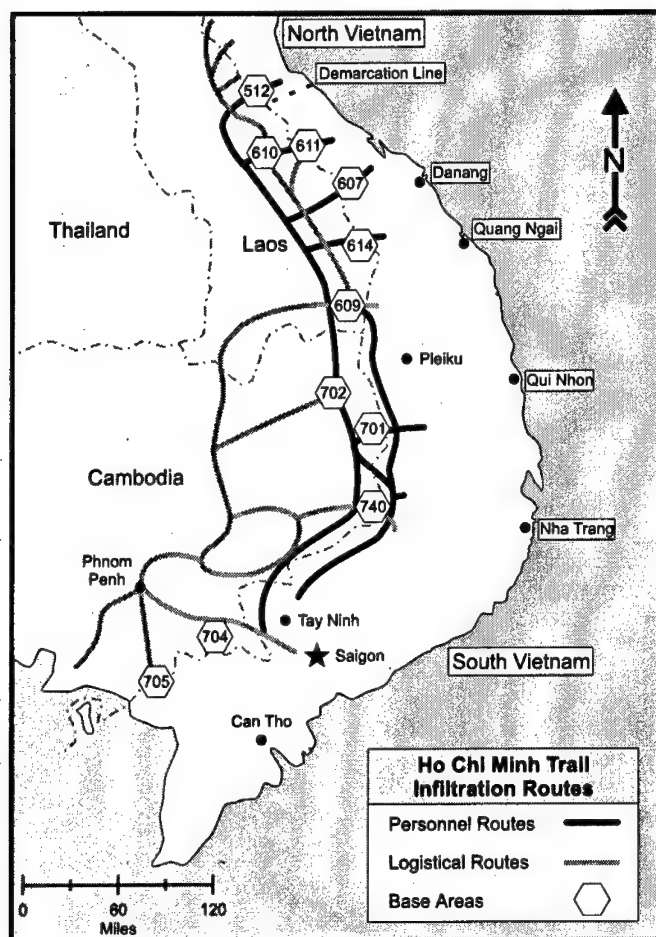 North Vietnam
Demarcation Line
512
N
610
611
607
Danang
Thailand
Laos
614
Quang Ngai
609
Pleiku
702
Qui Nhon
701
Cambodia
740
Nha Trang
Phnom
Penh
Tay Ninh
704
Saigon
South Vietnam
705
Can Tho
Ho Chi Minh Trail
Infiltration Routes
Personnel Routes
Logistical Routes
Base Areas
0 60 120
Miles